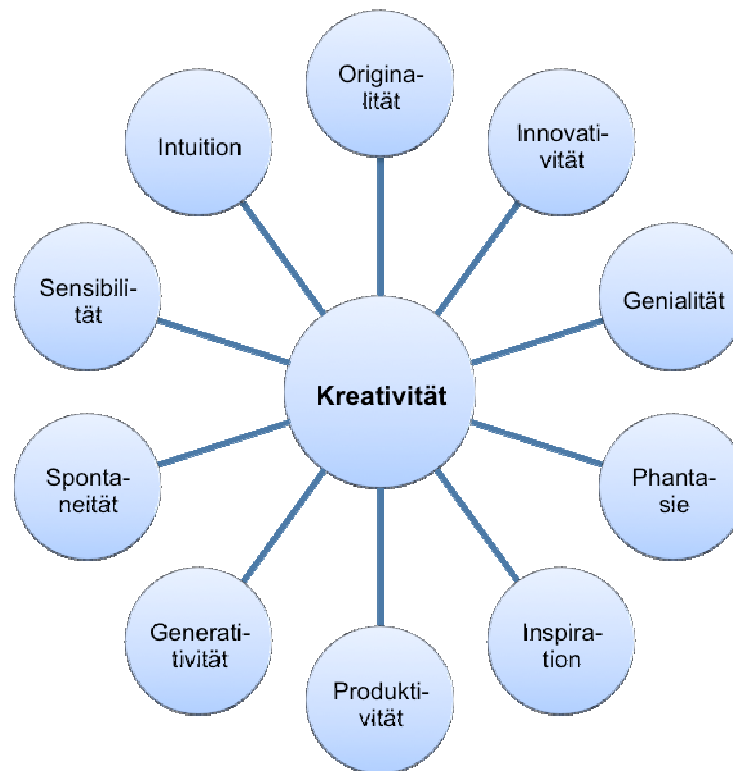 Origina-
lität
Innovati-
vität
Genialität
Phanta-
sie
Inspira-
tion
Produkti-
vität
Generati-
tivität
Sponta-
neität
Sensibili-
tät
Intuition
Kreativität